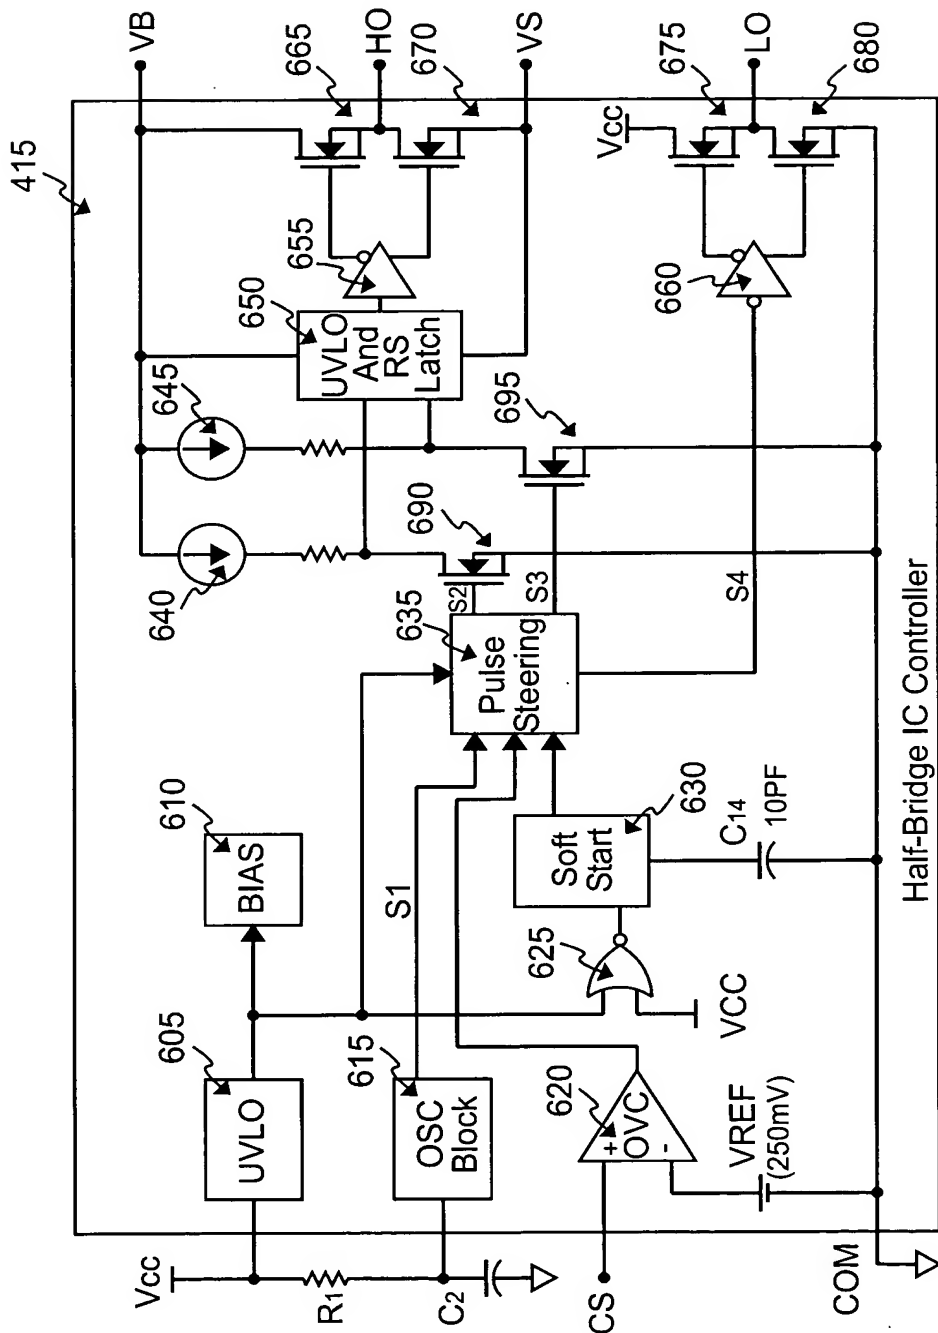 415
VB
665
HO
670
VS
Vcc
675
LO
680
655
660
645
650
UVLO
And
RS
Latch
695
640
690
S2
S3
S4
635
Pulse
Steering
610
BIAS
S1
630
Soft
Start
C14
10PF
625
VCC
605
UVLO
615
OSC
Block
620
+
OVC
-
VREF
(250mV)
Vcc
R1
C2
CS
COM
Half-Bridge IC Controller